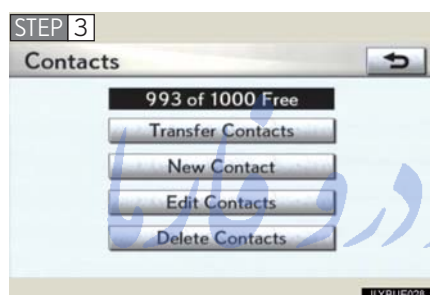 STEP 3
Contacts
993 of 1000 Free
Transfer Contacts
New Contact
Edit Contacts
Delete Contacts